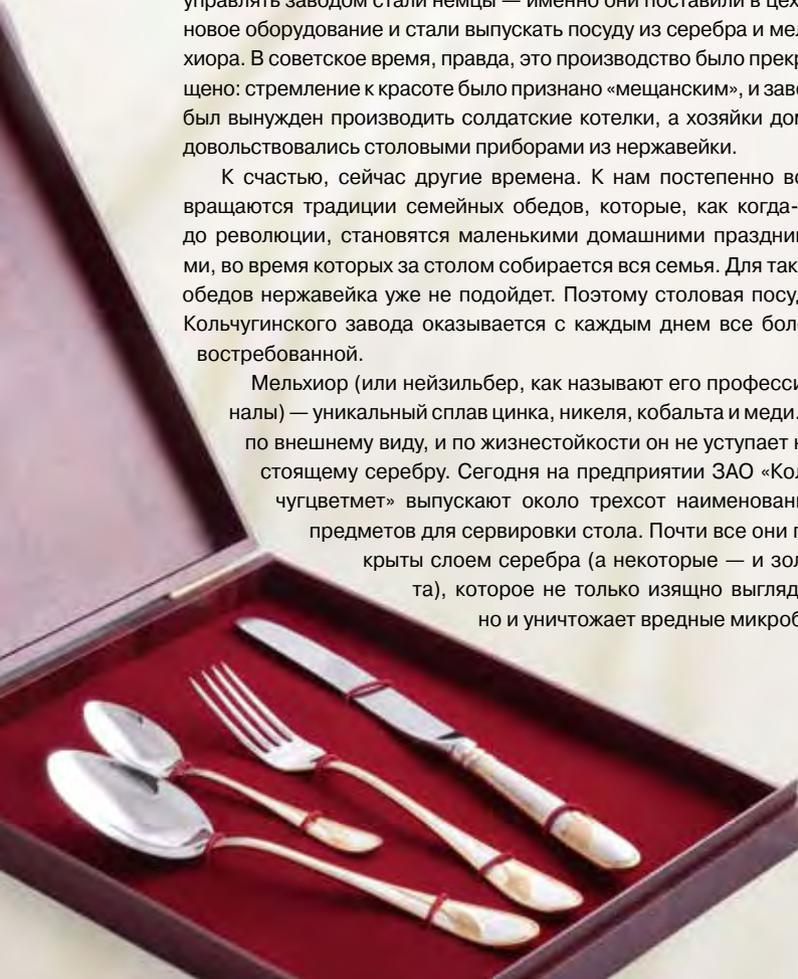 управлять заводом стали немцы — именно они поставили в цех
новое оборудование и стали выпускать посуду из серебра и мел
хиора. В советское время, правда, это производство было прекр
щено: стремление к красоте было признано «мещанским», и заво
был вынужден производить солдатские котелки, а хозяйки дом
довольствовались столовыми приборами из нержавейки.
К счастью, сейчас другие времена. К нам постепенно во
вращаются традиции семейных обедов, которые, как когда-
до революции, становятся маленькими домашними праздник
ми, во время которых за столом собирается вся семья. Для так
обедов нержавейка уже не подойдет. Поэтому столовая посуд
Кольчугинского завода оказывается с каждым днем все боле
востребованной.
Мельхиор (или нейзильбер, как называют его професси
налы) — уникальный сплав цинка, никеля, кобальта и меди.
по внешнему виду, и по жизнестойкости он не уступает н
стоящему серебру. Сегодня на предприятии ЗАО «Кол
чугцветмет» выпускают около трехсот наименован
предметов для сервировки стола. Почти все они п
крыты слоем серебра (а некоторые — и зол
та), которое не только изящно выгляд
но и уничтожает вредные микроб